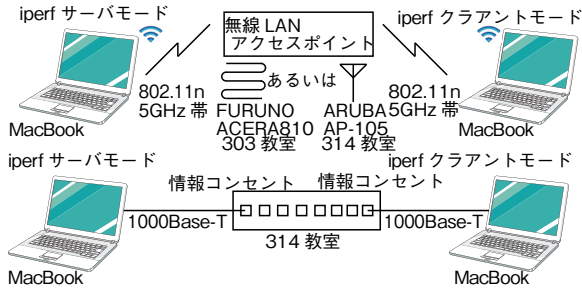 iperf サーバモード
iperf クラアントモード
無線 LAN
アクセスポイント
802.11n
5GHz 帯
あるいは
802.11n
5GHz 帯
FURUNO
ACERA810
303 教室
ARUBA
AP-105
314 教室
MacBook
MacBook
iperf サーバモード
iperf クラアントモード
情報コンセント
情報コンセント
1000Base-T
1000Base-T
314 教室
MacBook
MacBook